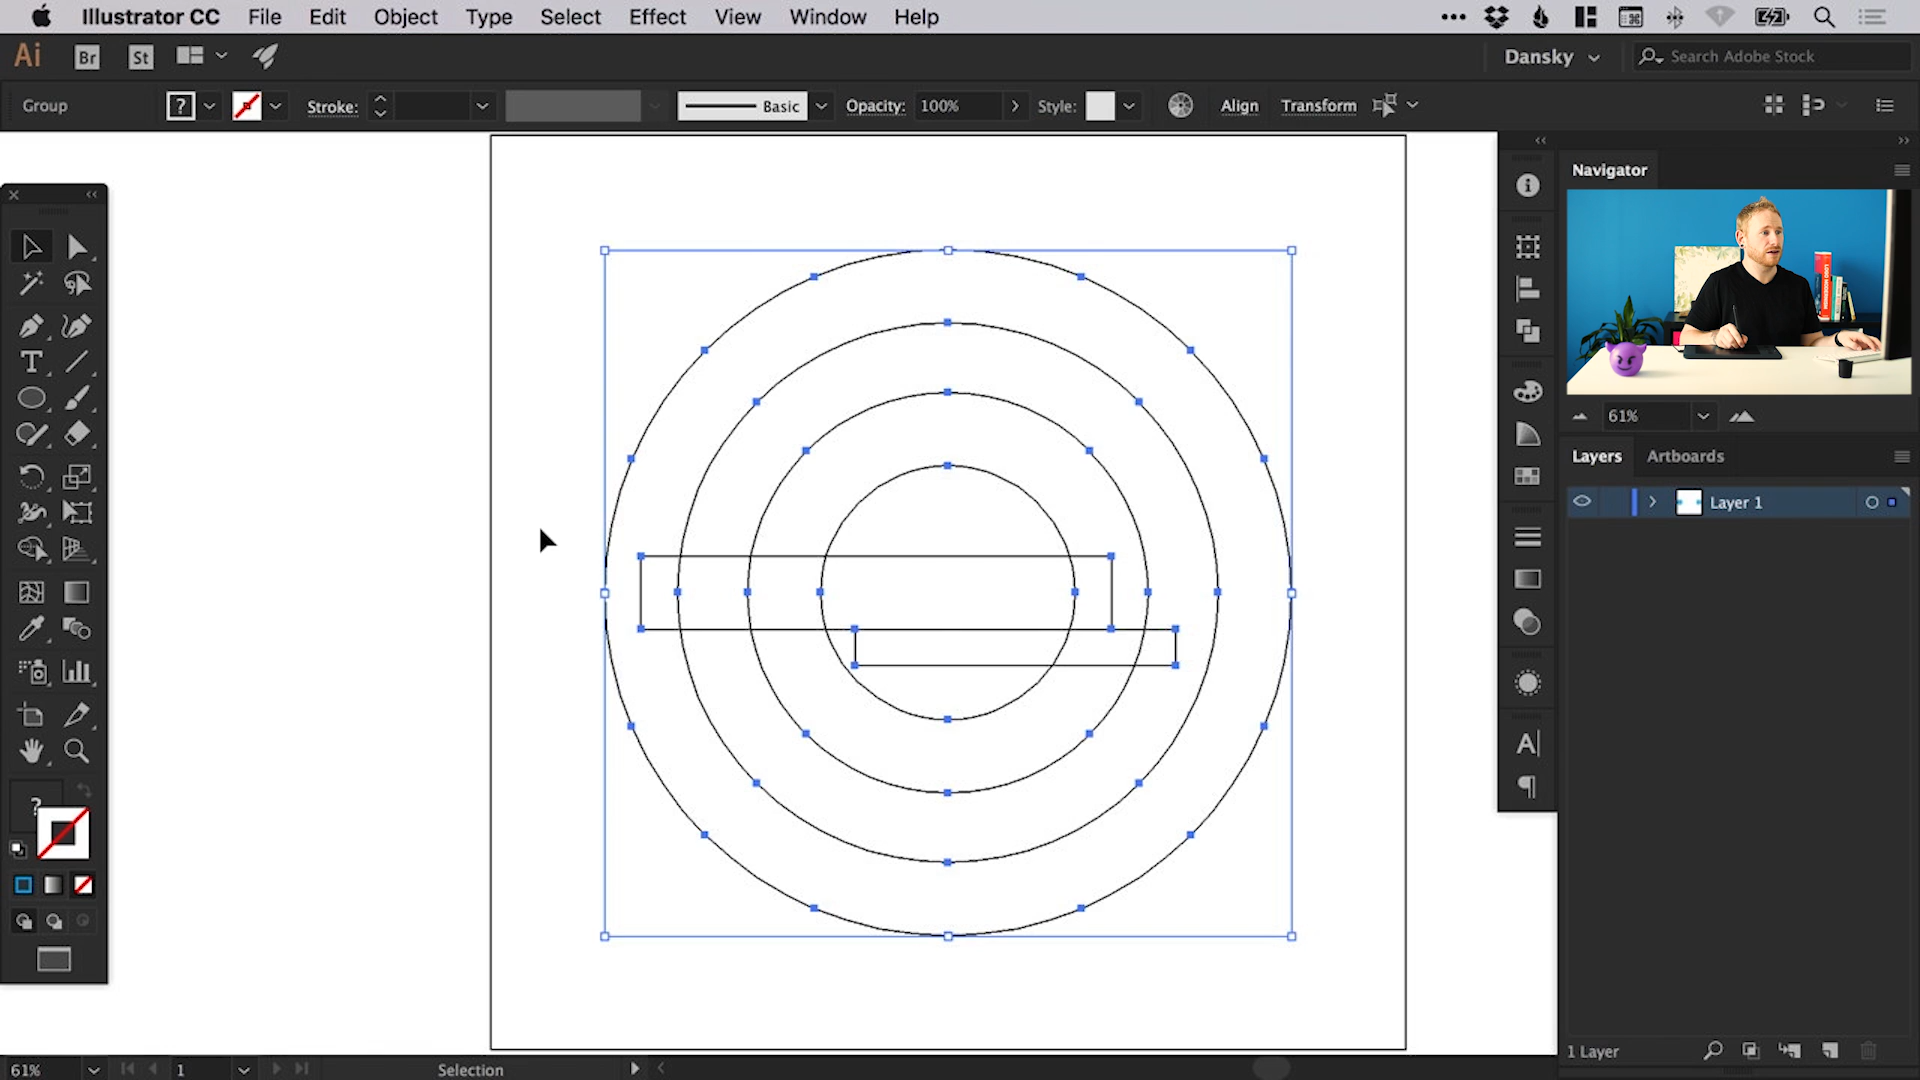 Illustrator CC File Edit Object Type Select Effect View Window Help
Ai Br St Dansky Search Adobe Stock
Group ? Stroke: Basic Opacity: 100% Style: Align Transform
Navigator
61%
Layers Artboards
Layer 1
?
1 Layer
61% 1 Selection